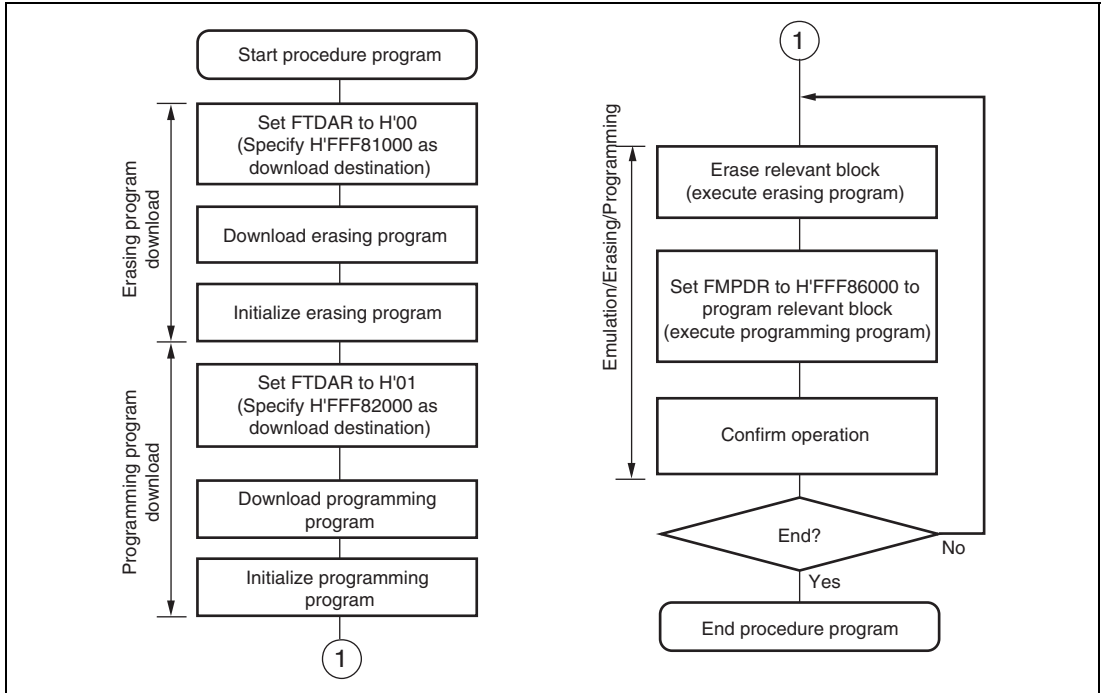 Start procedure program
Erasing program
download
Set FTDAR to H'00
(Specify H'FFF81000 as
download destination)
Download erasing program
Initialize erasing program
Programming program
download
Set FTDAR to H'01
(Specify H'FFF82000 as
download destination)
Download programming
program
Initialize programming
program
1
1
Emulation/Erasing/Programming
Erase relevant block
(execute erasing program)
Set FMPDR to H'FFF86000 to
program relevant block
(execute programming program)
Confirm operation
End?
No
Yes
End procedure program